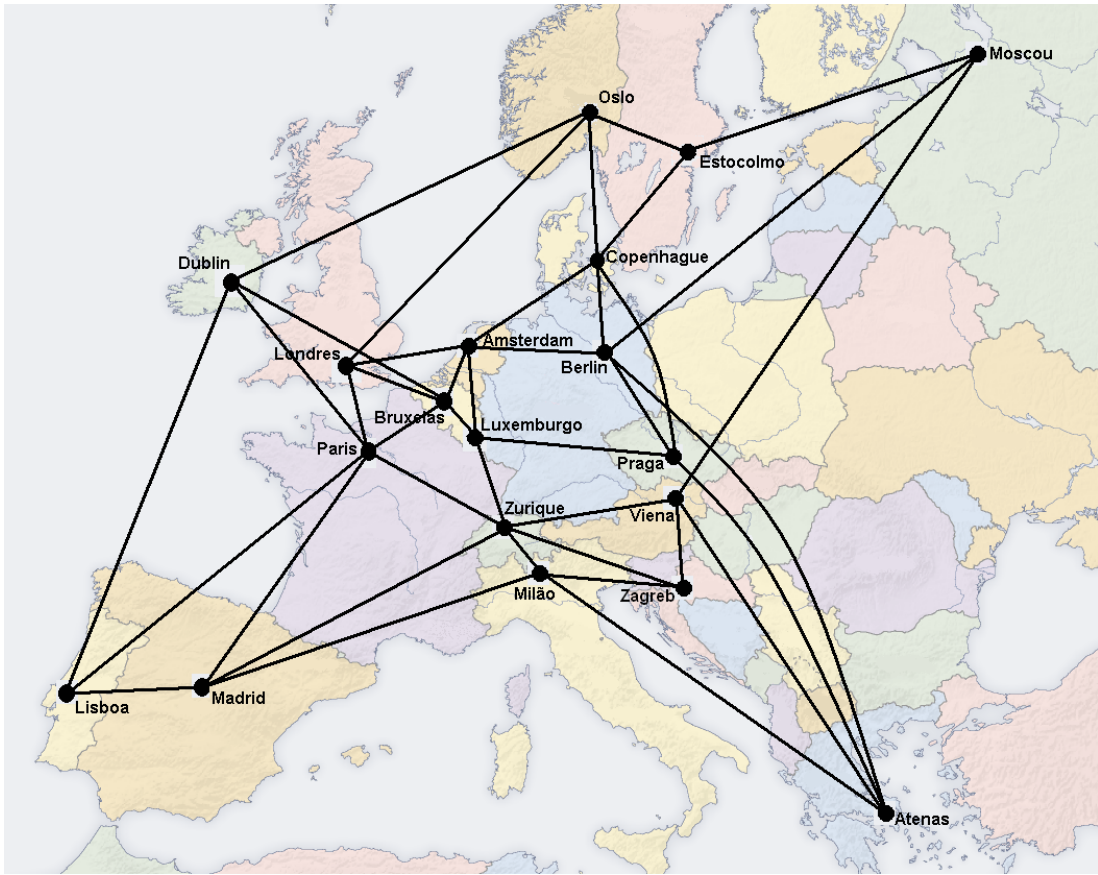 Moscou
Oslo
Estocolmo
Copenhague
Dublin
Amsterdam
Londres
Berlin
Bruxelas
Luxemburgo
Paris
Praga
Zurique
Viena
Milão
Zagreb
Lisboa
Madrid
Atenas